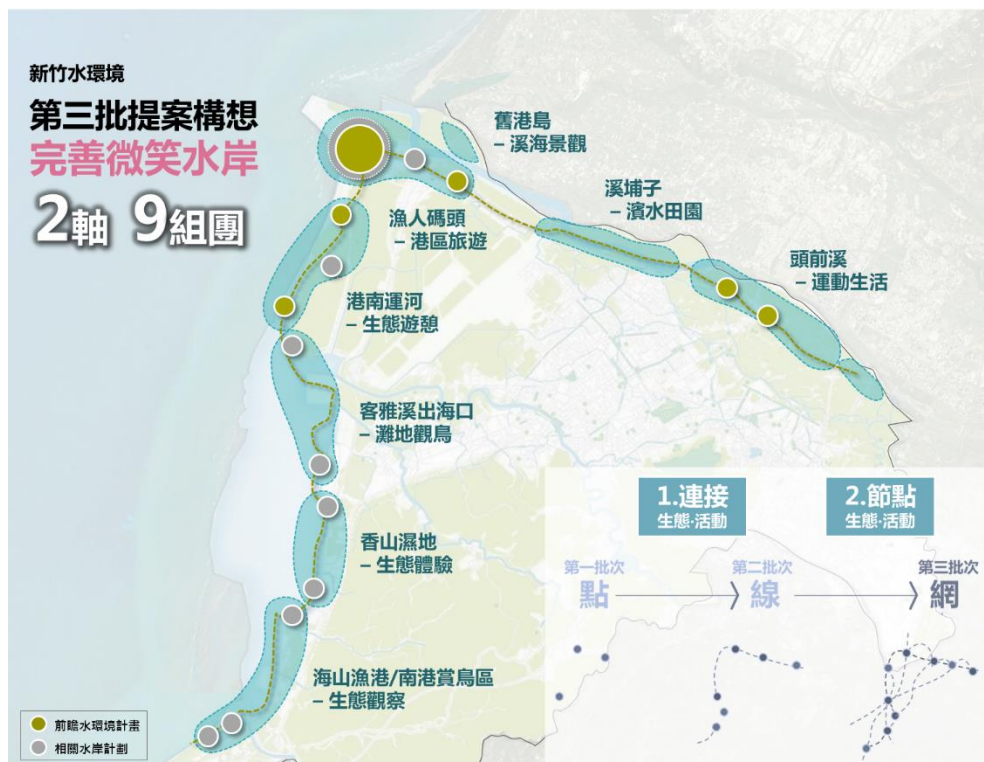 新竹水環境
第三批提案構想
完善微笑水岸
2軸 9組團
舊港島
– 溪海景觀
溪埔子
– 濱水田園
頭前溪
– 運動生活
漁人碼頭
– 港區旅遊
港南運河
– 生態遊憩
客雅溪出海口
– 灘地觀鳥
香山濕地
– 生態體驗
海山漁港/南港賞鳥區
– 生態觀察
1.連接
生態·活動
2.節點
生態·活動
第一批次
點
第二批次
線
第三批次
網
前瞻水環境計畫
相關水岸計劃